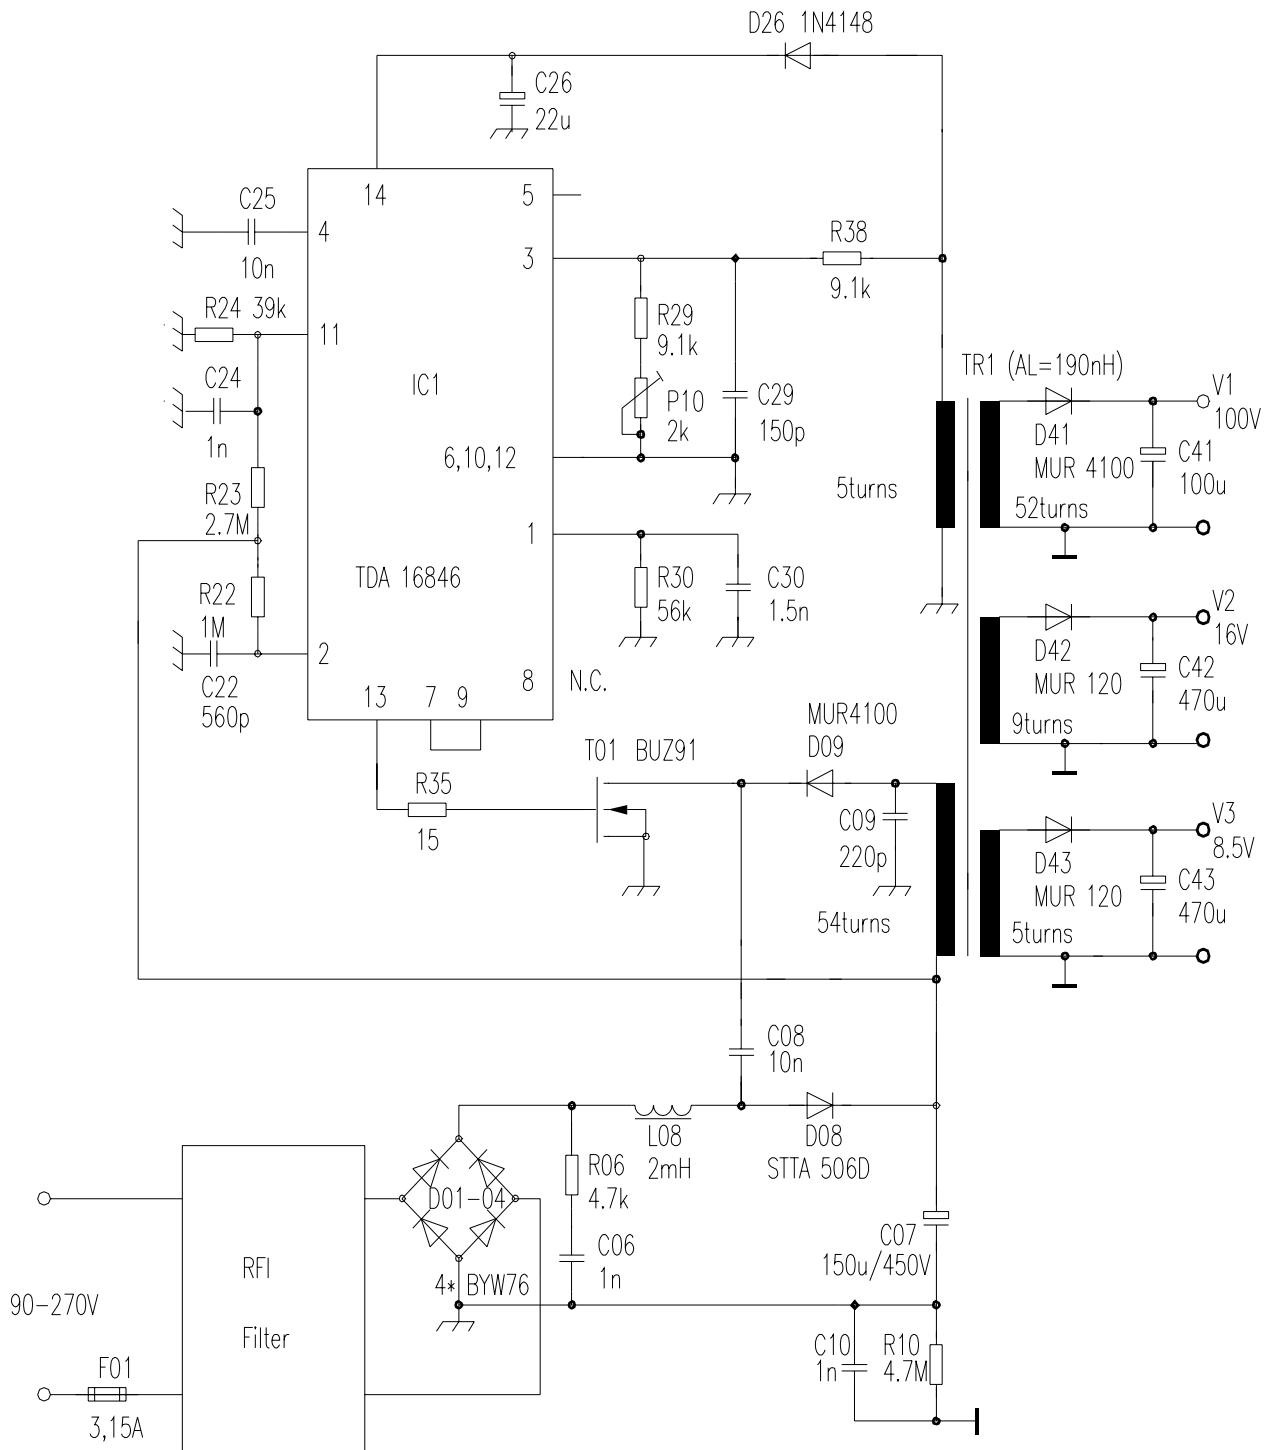 D26 1N4148
C26
22u
14
5
C25
4
10n
3
R38
9.1k
R24 39k
11
R29
9.1k
IC1
C24
1n
P10
2k
C29
150p
6,10,12
TR1 (AL=190nH)
V1
100V
D41
MUR 4100
C41
100u
5turns
52turns
R23
2.7M
1
TDA 16846
R30
56k
C30
1.5n
R22
1M
2
C22
560p
8
N.C.
13
7
9
V2
16V
D42
MUR 120
C42
470u
9turns
MUR4100
D09
T01 BUZ91
R35
15
C09
220p
V3
8.5V
D43
MUR 120
C43
470u
54turns
5turns
C08
10n
L08
2mH
D08
STTA 506D
R06
4.7k
D01-04
C06
1n
4* BYW76
C07
150u/450V
RFI
Filter
90-270V
F01
3,15A
C10
1n
R10
4.7M